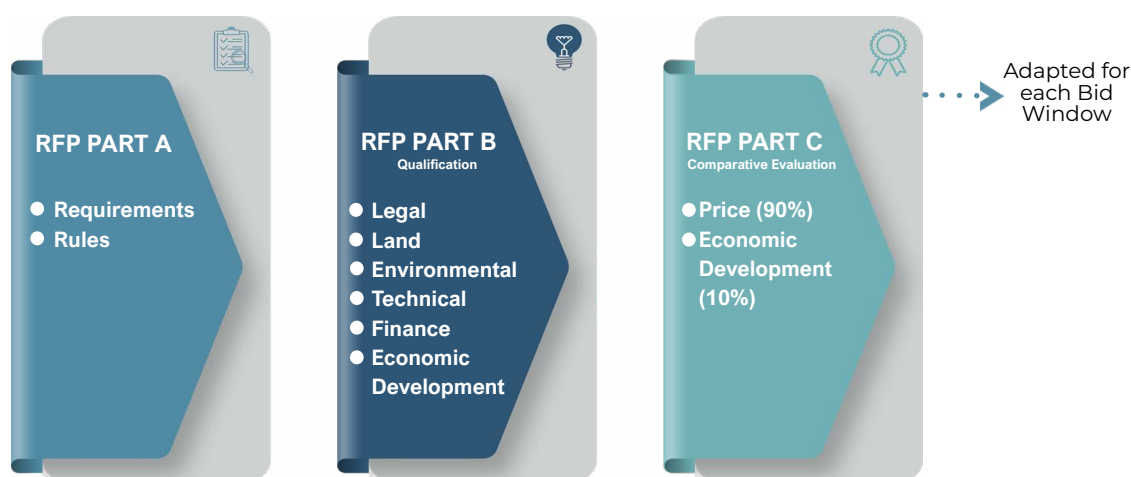 RFP PART A
Requirements
Rules
RFP PART B
Qualification
Legal
Land
Environmental
Technical
Finance
Economic
Development
RFP PART C
Comparative Evaluation
Price (90%)
Economic
Development
(10%)
Adapted for
each Bid
Window